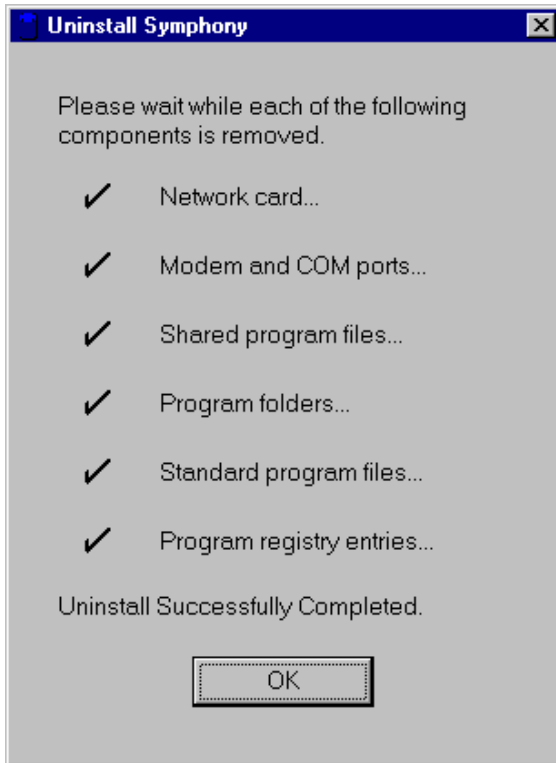 Uninstall Symphony
Please wait while each of the following
components is removed.
Network card...
Modem and COM ports...
Shared program files...
Program folders...
Standard program files...
Program registry entries...
Uninstall Successfully Completed.
OK